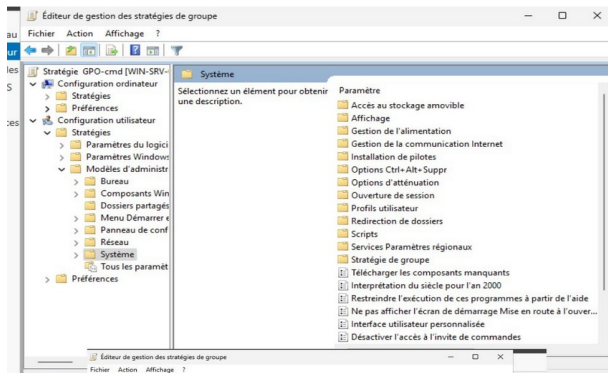 Éditeur de gestion des stratégies de groupe
Fichier Action Affichage ?
Stratégie GPO-cmd [WIN-SRV-
Configuration ordinateur
Stratégies
Préférences
Configuration utilisateur
Stratégies
Paramètres du logici
Paramètres Windows
Modèles d'administr
Bureau
Composants Win
Dossiers partagés
Menu Démarrer e
Panneau de conf
Réseau
Système
Tous les paramèt
Préférences
Système
Sélectionnez un élément pour obtenir
une description.
Paramètre
Accès au stockage amovible
Affichage
Gestion de l'alimentation
Gestion de la communication Internet
Installation de pilotes
Options Ctrl+Alt+Suppr
Options d'atténuation
Ouverture de session
Profils utilisateur
Redirection de dossiers
Scripts
Services Paramètres régionaux
Stratégie de groupe
Télécharger les composants manquants
Interprétation du siècle pour l'an 2000
Restreindre l'exécution de ces programmes à partir de l'aide
Ne pas afficher l'écran de démarrage Mise en route à l'ouver...
Interface utilisateur personnalisée
Désactiver l'accès à l'invite de commandes
Éditeur de gestion des stratégies de groupe
Fichier Action Affichage ?